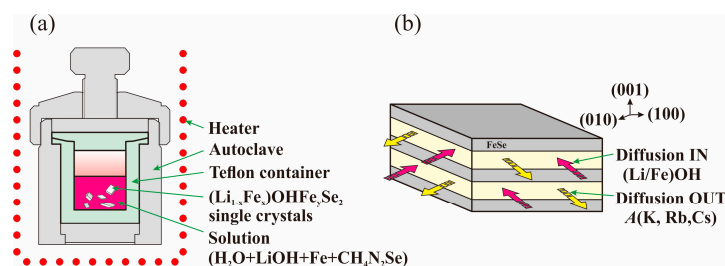 (a)
Heater
Autoclave
Teflon container
(Li₁₋ₓFeₓ)OHFeᵧSe₂
single crystals
Solution
(H₂O+LiOH+Fe+CH₄N₂Se)
(b)
(001)
(010) (100)
FeSe
Diffusion IN
(Li/Fe)OH
Diffusion OUT
A(K, Rb,Cs)